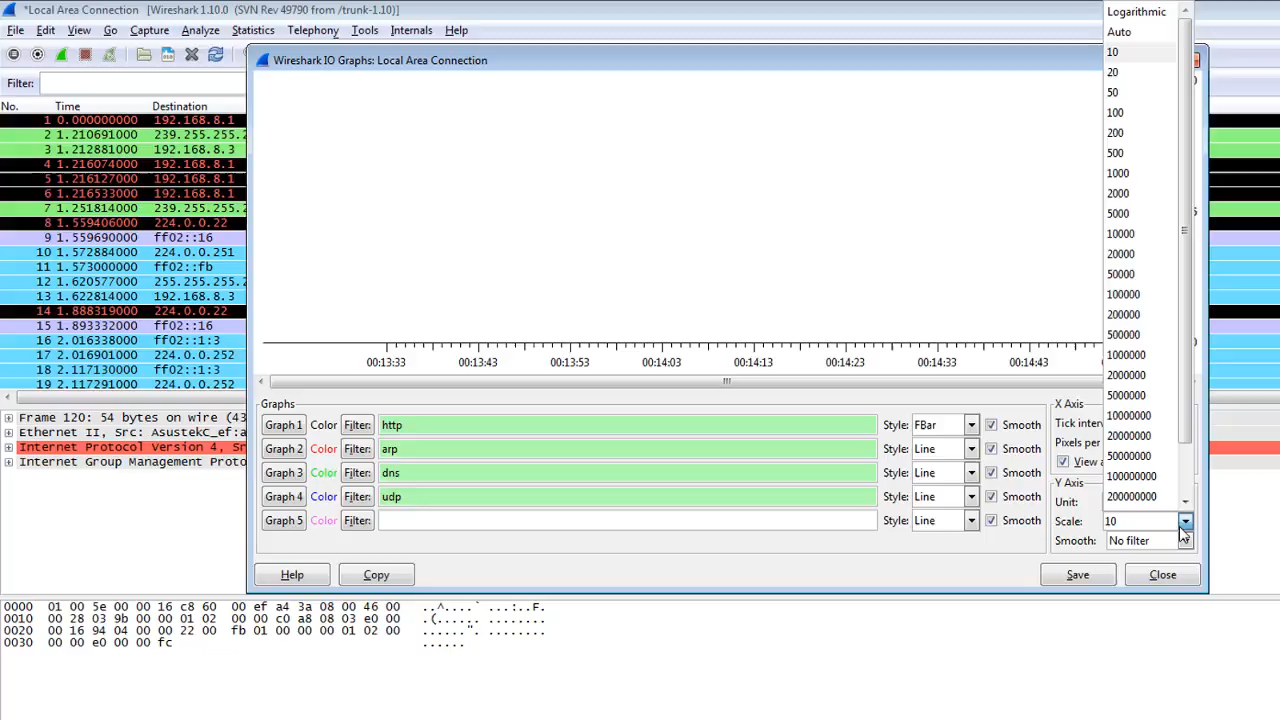 *Local Area Connection [Wireshark 1.10.0 (SVN Rev 49790 from /trunk-1.10)]
File Edit View Go Capture Analyze Statistics Telephony Tools Internals Help
Filter:
No. Time Destination
1 0.000000000 192.168.8.1
2 1.210691000 239.255.255.2
3 1.212881000 192.168.8.3
4 1.216074000 192.168.8.1
5 1.216127000 192.168.8.1
6 1.216533000 192.168.8.1
7 1.251814000 239.255.255.2
8 1.559406000 224.0.0.22
9 1.559690000 ff02::16
10 1.572884000 224.0.0.251
11 1.573000000 ff02::fb
12 1.620577000 255.255.255.2
13 1.622814000 192.168.8.3
14 1.888319000 224.0.0.22
15 1.893332000 ff02::16
16 2.016338000 ff02::1:3
17 2.016901000 224.0.0.252
18 2.117130000 ff02::1:3
19 2.117291000 224.0.0.252
Frame 120: 54 bytes on wire (43
Ethernet II, Src: AsustekC_ef:a
Internet Protocol Version 4, Sr
Internet Group Management Proto
Wireshark IO Graphs: Local Area Connection
00:13:33 00:13:43 00:13:53 00:14:03 00:14:13 00:14:23 00:14:33 00:14:43
Graphs
Graph 1 Color Filter: http Style: FBar Smooth
Graph 2 Color Filter: arp Style: Line Smooth
Graph 3 Color Filter: dns Style: Line Smooth
Graph 4 Color Filter: udp Style: Line Smooth
Graph 5 Color Filter: Style: Line Smooth
X Axis
Tick inter
Pixels per
View a
Y Axis
Unit:
Scale: 10
Smooth: No filter
Logarithmic
Auto
10
20
50
100
200
500
1000
2000
5000
10000
20000
50000
100000
200000
500000
1000000
2000000
5000000
10000000
20000000
50000000
100000000
200000000
Help Copy Save Close
0000 01 00 5e 00 00 16 c8 60 00 ef a4 3a 08 00 46 00 ..^....` ...:..F.
0010 00 28 03 9b 00 00 01 02 00 00 c0 a8 08 03 e0 00 .(...... ........
0020 00 16 94 04 00 00 22 00 fb 01 00 00 00 01 02 00 ......". ........
0030 00 00 e0 00 00 fc ......